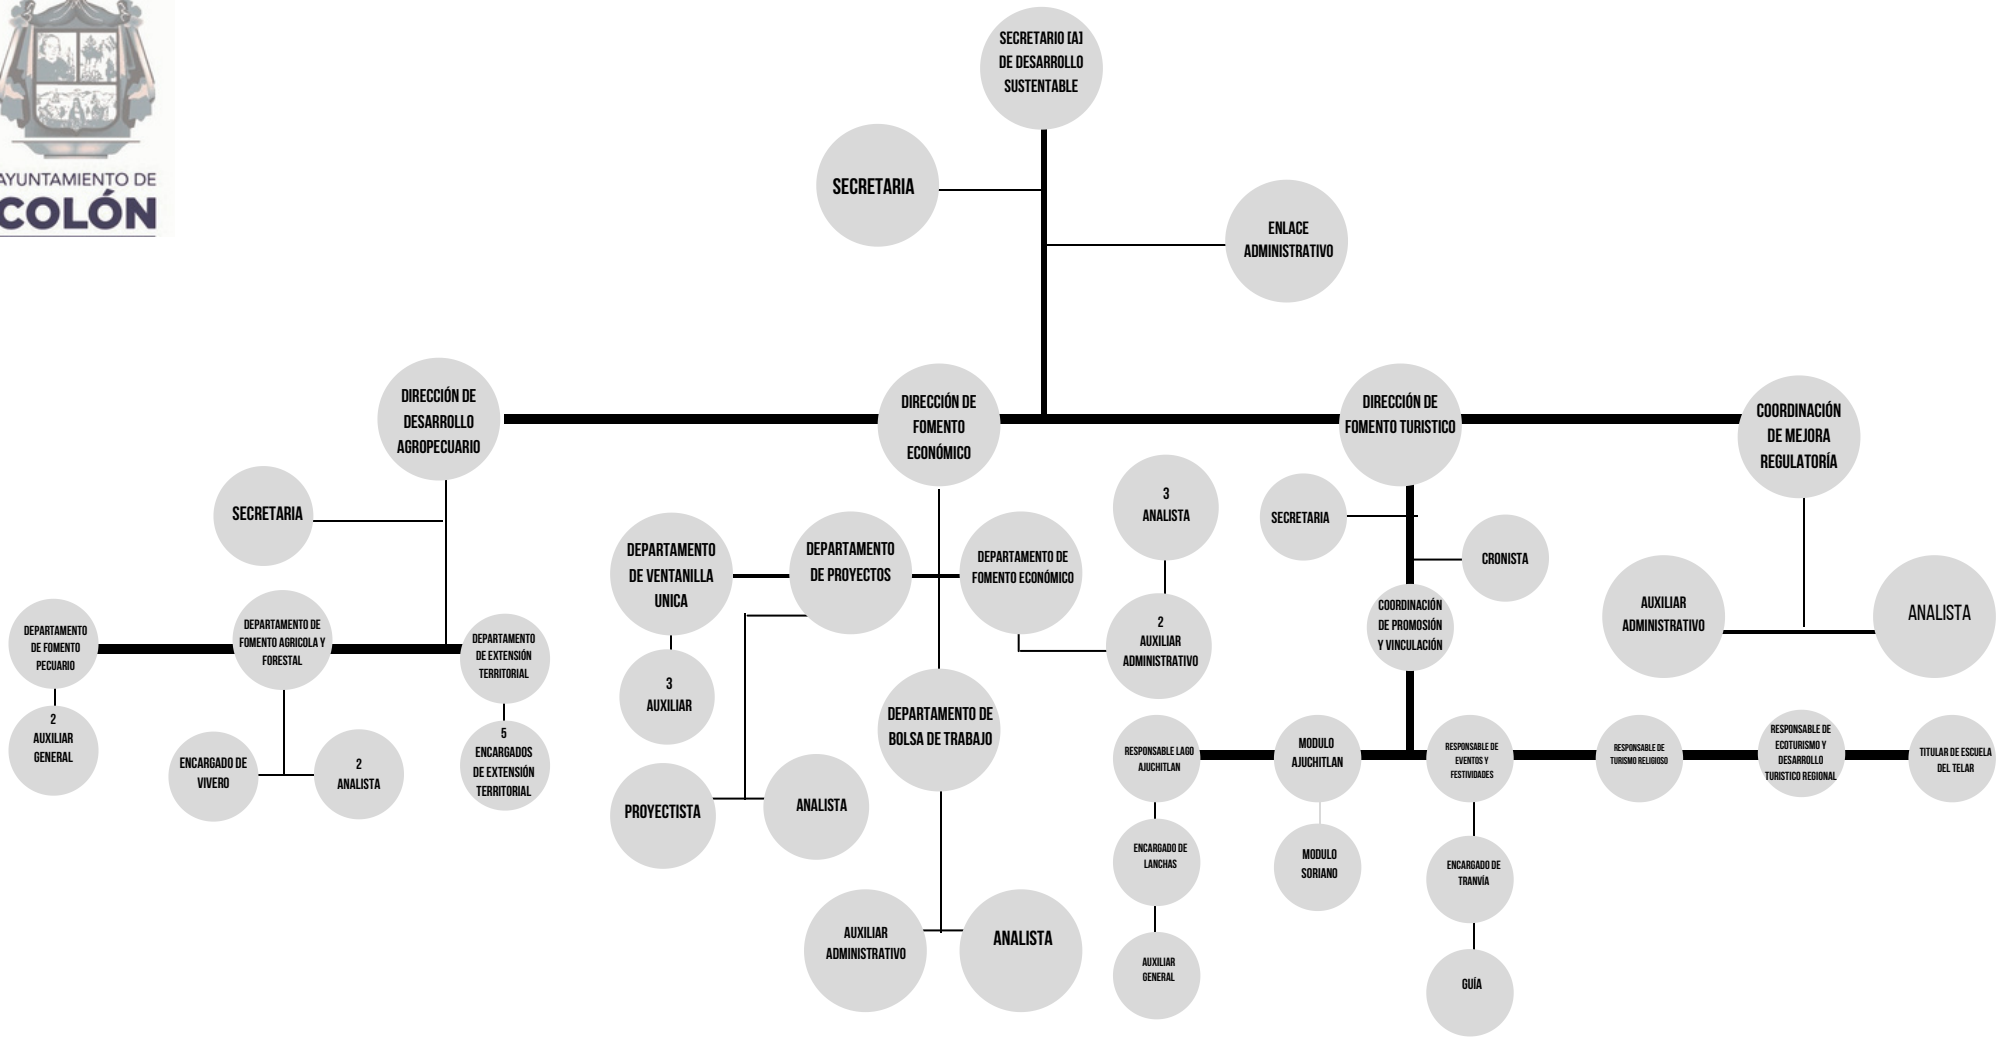 AYUNTAMIENTO DE
COLÓN
SECRETARIO [A]
DE DESARROLLO
SUSTENTABLE
SECRETARIA
ENLACE
ADMINISTRATIVO
DIRECCIÓN DE
DESARROLLO
AGROPECUARIO
DIRECCIÓN DE
FOMENTO
ECONÓMICO
DIRECCIÓN DE
FOMENTO TURISTICO
COORDINACIÓN
DE MEJORA
REGULATORÍA
SECRETARIA
DEPARTAMENTO
DE FOMENTO
PECUARIO
DEPARTAMENTO DE
FOMENTO AGRICOLA Y
FORESTAL
DEPARTAMENTO
DE EXTENSIÓN
TERRITORIAL
2
AUXILIAR
GENERAL
ENCARGADO DE
VIVERO
2
ANALISTA
5
ENCARGADOS
DE EXTENSIÓN
TERRITORIAL
DEPARTAMENTO
DE VENTANILLA
UNICA
DEPARTAMENTO
DE PROYECTOS
DEPARTAMENTO DE
FOMENTO ECONÓMICO
3
ANALISTA
2
AUXILIAR
ADMINISTRATIVO
3
AUXILIAR
DEPARTAMENTO DE
BOLSA DE TRABAJO
PROYECTISTA
ANALISTA
AUXILIAR
ADMINISTRATIVO
ANALISTA
SECRETARIA
CRONISTA
COORDINACIÓN
DE PROMOSIÓN
Y VINCULACIÓN
AUXILIAR
ADMINISTRATIVO
ANALISTA
RESPONSABLE LAGO
AJUCHITLAN
MODULO
AJUCHITLAN
RESPONSABLE DE
EVENTOS Y
FESTIVIDADES
RESPONSABLE DE
TURISMO RELIGIOSO
RESPONSABLE DE
ECOTURISMO Y
DESARROLLO
TURISTICO REGIONAL
TITULAR DE ESCUELA
DEL TELAR
ENCARGADO DE
LANCHAS
MODULO
SORIANO
ENCARGADO DE
TRANVÍA
AUXILIAR
GENERAL
GUÍA